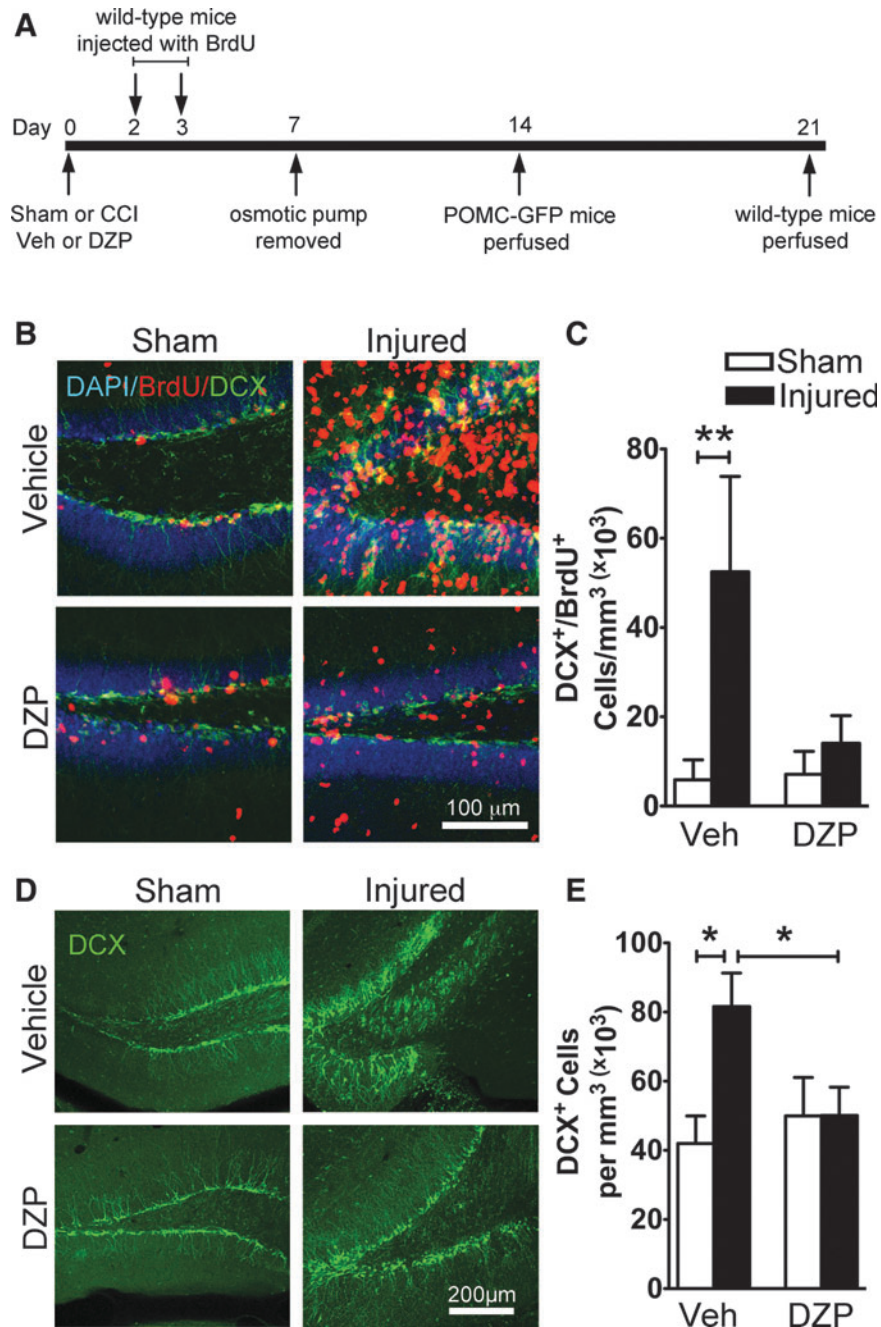 A
wild-type mice
injected with BrdU
Day 0 2 3 7 14 21
Sham or CCI
Veh or DZP
osmotic pump
removed
POMC-GFP mice
perfused
wild-type mice
perfused
B
Sham Injured
Vehicle
DZP
DAPI/BrdU/DCX
100 μm
C
Sham
Injured
DCX⁺/BrdU⁺
Cells/mm³ (×10³)
80
60
40
20
0
**
Veh DZP
D
Sham Injured
Vehicle
DZP
DCX
200μm
E
DCX⁺ Cells
per mm³ (×10³)
100
80
60
40
20
0
* *
Veh DZP